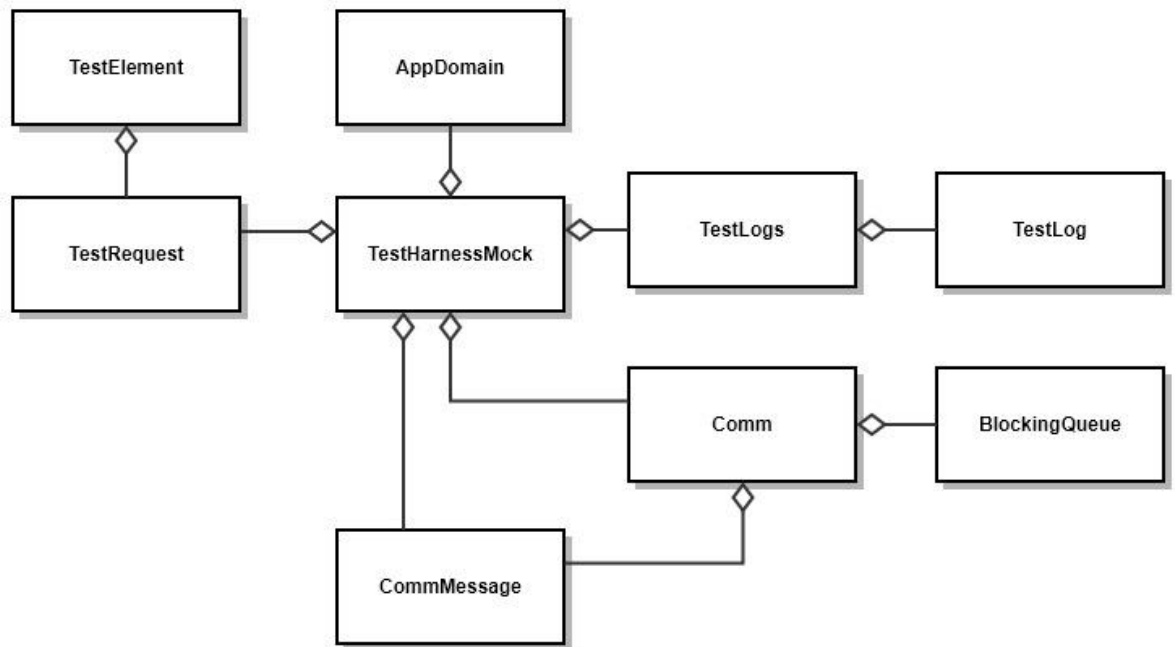 TestElement
AppDomain
TestRequest
TestHarnessMock
TestLogs
TestLog
Comm
BlockingQueue
CommMessage